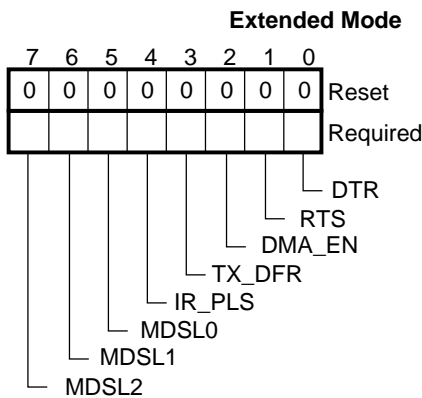 Extended Mode
7 6 5 4 3 2 1 0
0 0 0 0 0 0 0 0 Reset
Required
DTR
RTS
DMA_EN
TX_DFR
IR_PLS
MDSL0
MDSL1
MDSL2